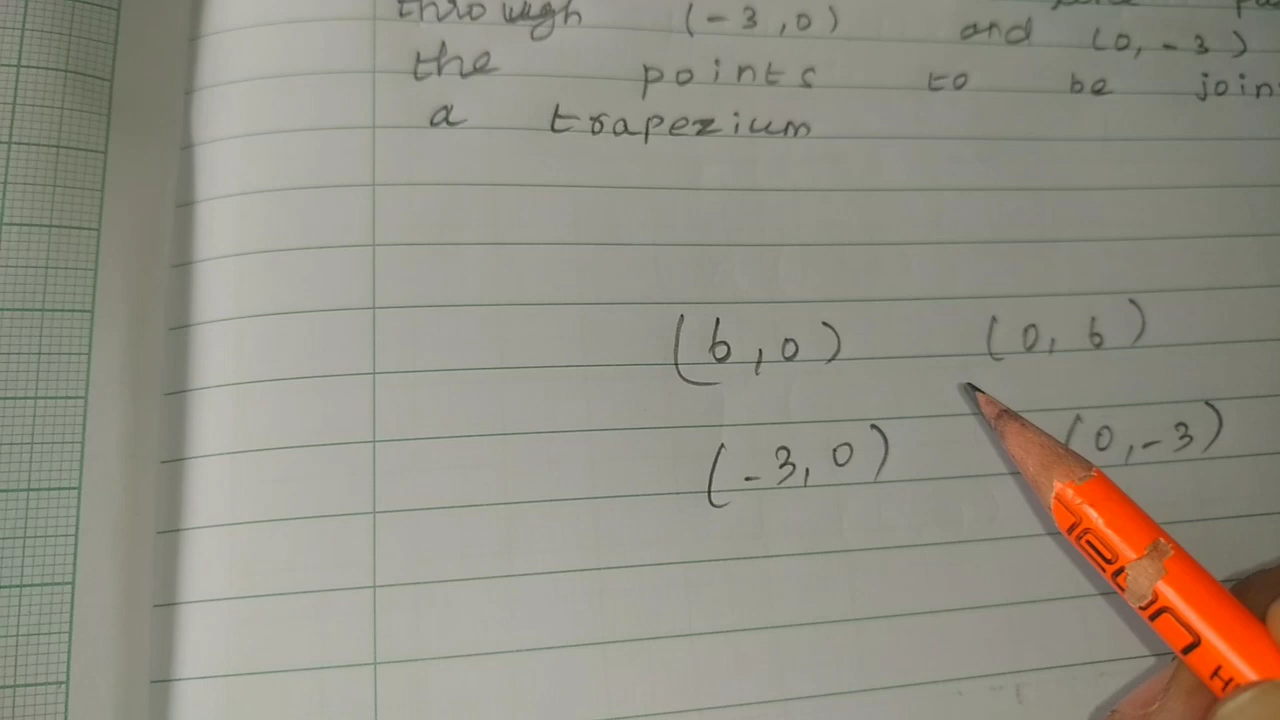 through (-3,0) and (0,-3)
the points to be join
a trapezium
(6,0) (0,6)
(-3,0) (0,-3)
neon H